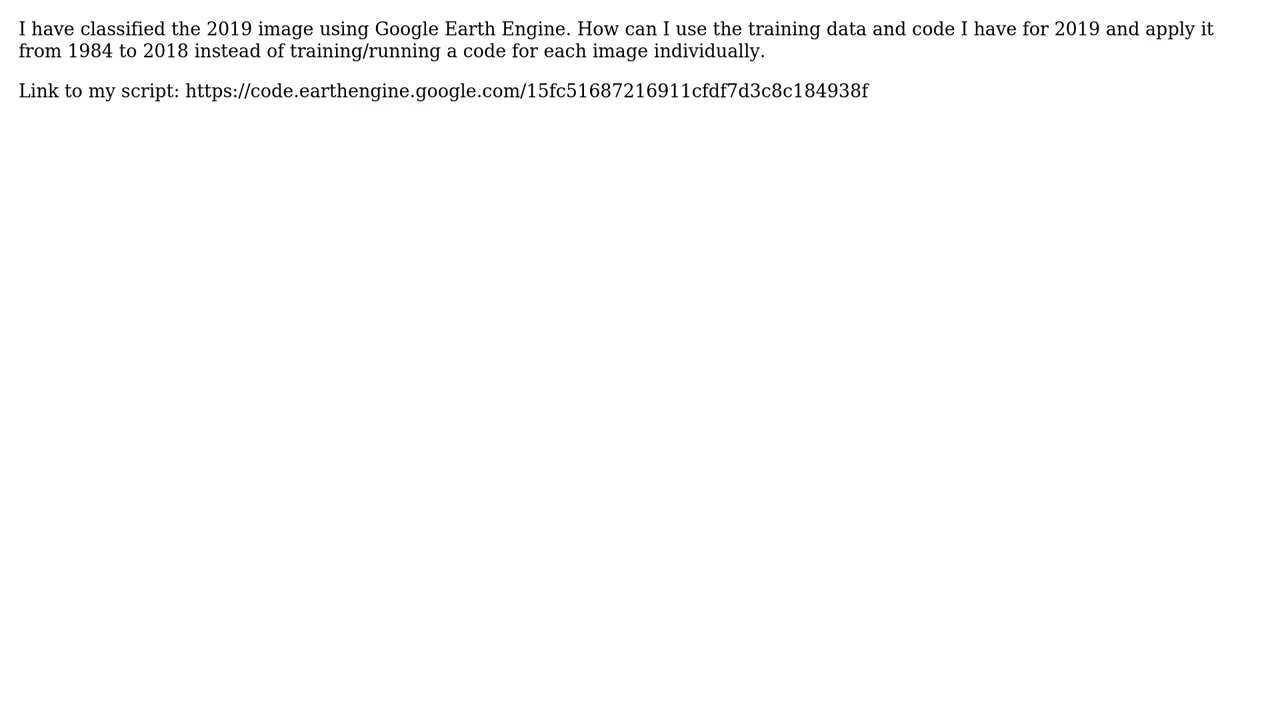 I have classified the 2019 image using Google Earth Engine. How can I use the training data and code I have for 2019 and apply it
from 1984 to 2018 instead of training/running a code for each image individually.
Link to my script: https://code.earthengine.google.com/15fc51687216911cfdf7d3c8c184938f